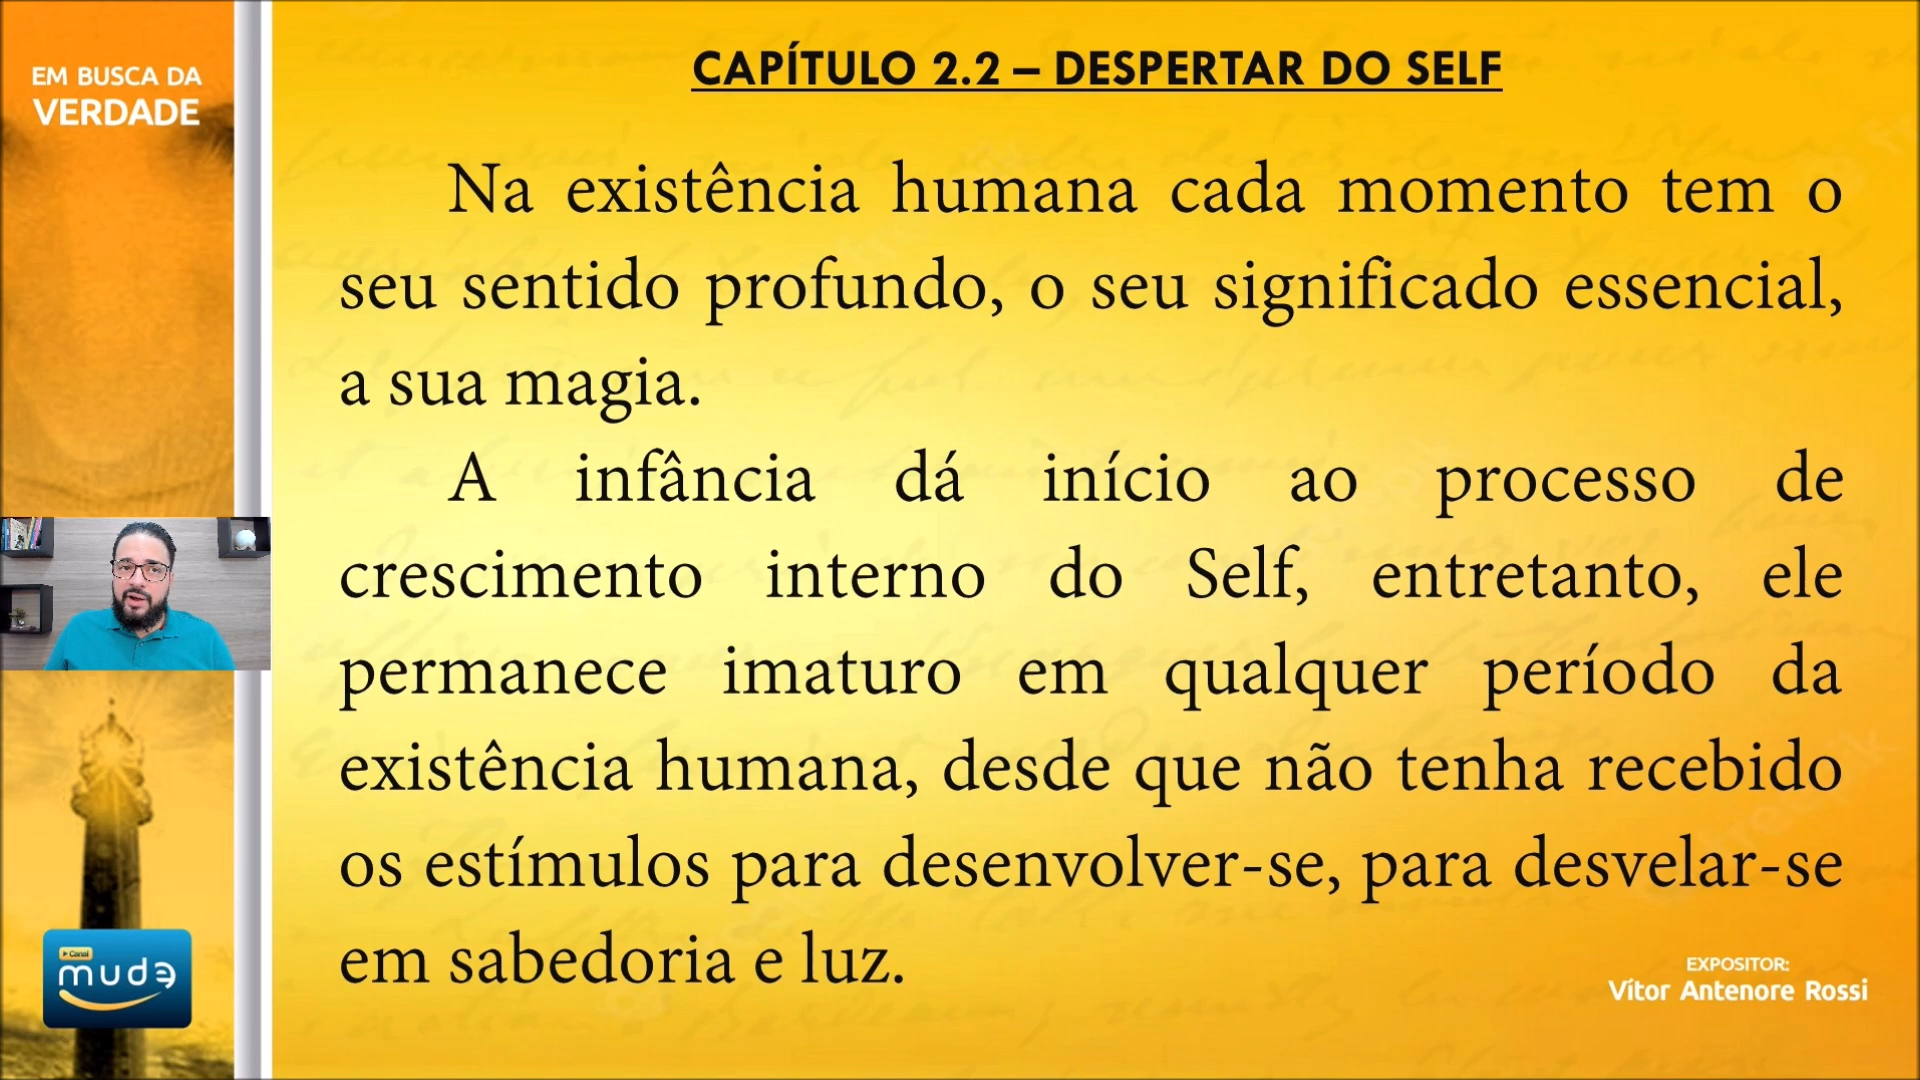 EM BUSCA DA
VERDADE
CAPÍTULO 2.2 – DESPERTAR DO SELF
Na existência humana cada momento tem o
seu sentido profundo, o seu significado essencial,
a sua magia.
A infância dá início ao processo de
crescimento interno do Self, entretanto, ele
permanece imaturo em qualquer período da
existência humana, desde que não tenha recebido
os estímulos para desenvolver-se, para desvelar-se
em sabedoria e luz.
Canal
mude
EXPOSITOR:
Vítor Antenore Rossi